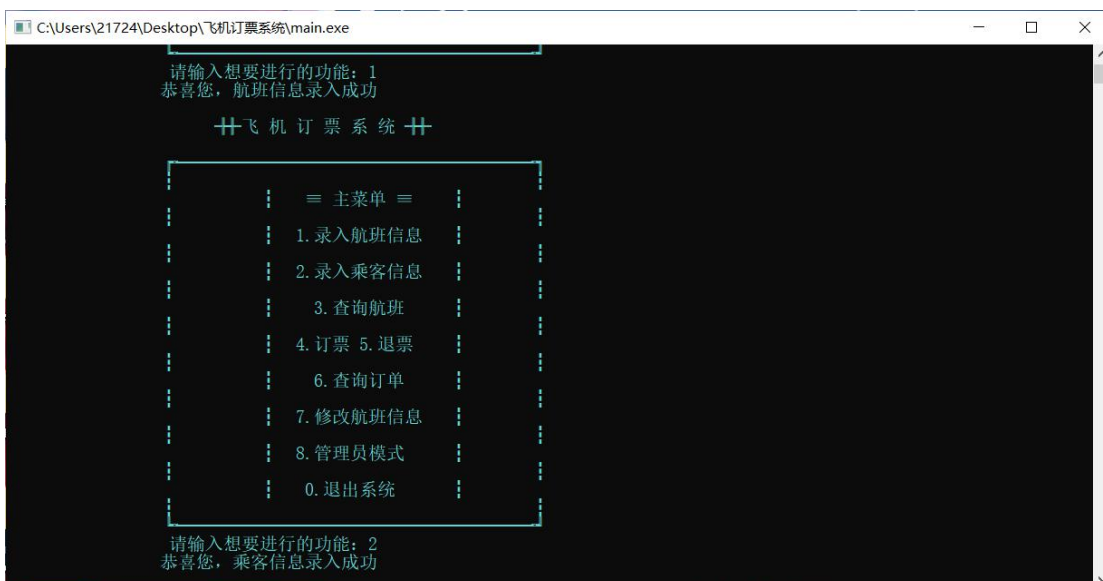 C:\Users\21724\Desktop\飞机订票系统\main.exe
请输入想要进行的功能：1
恭喜您，航班信息录入成功
飞 机 订 票 系 统
≡ 主菜单 ≡
1.录入航班信息
2.录入乘客信息
3.查询航班
4.订票 5.退票
6.查询订单
7.修改航班信息
8.管理员模式
0.退出系统
请输入想要进行的功能：2
恭喜您，乘客信息录入成功